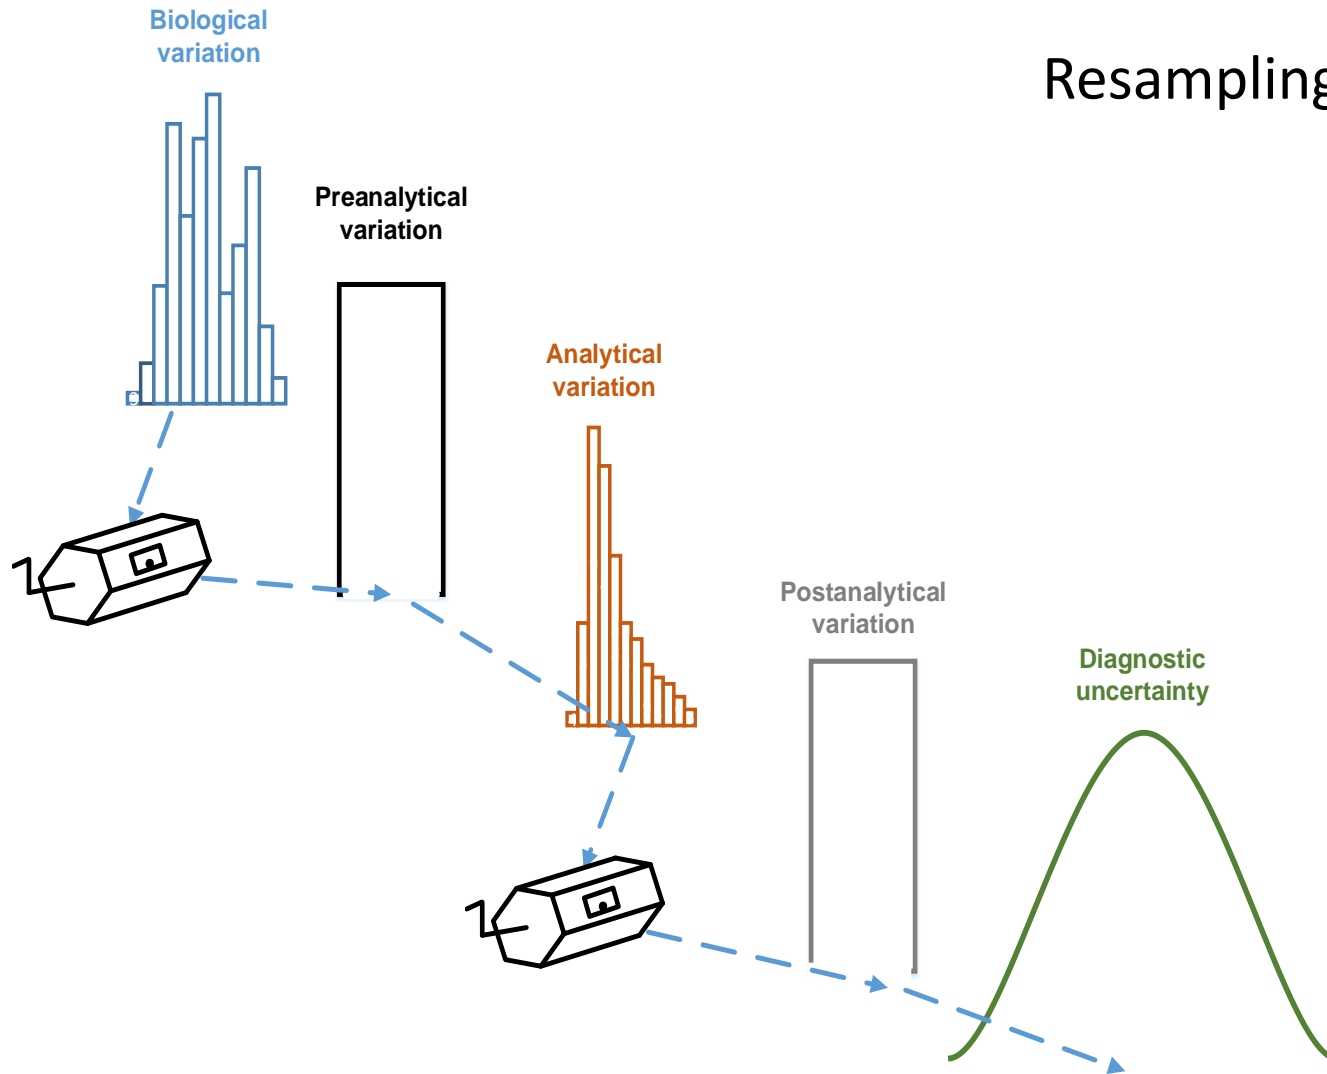 Biological
variation
Resampling
Preanalytical
variation
Analytical
variation
Postanalytical
variation
Diagnostic
uncertainty